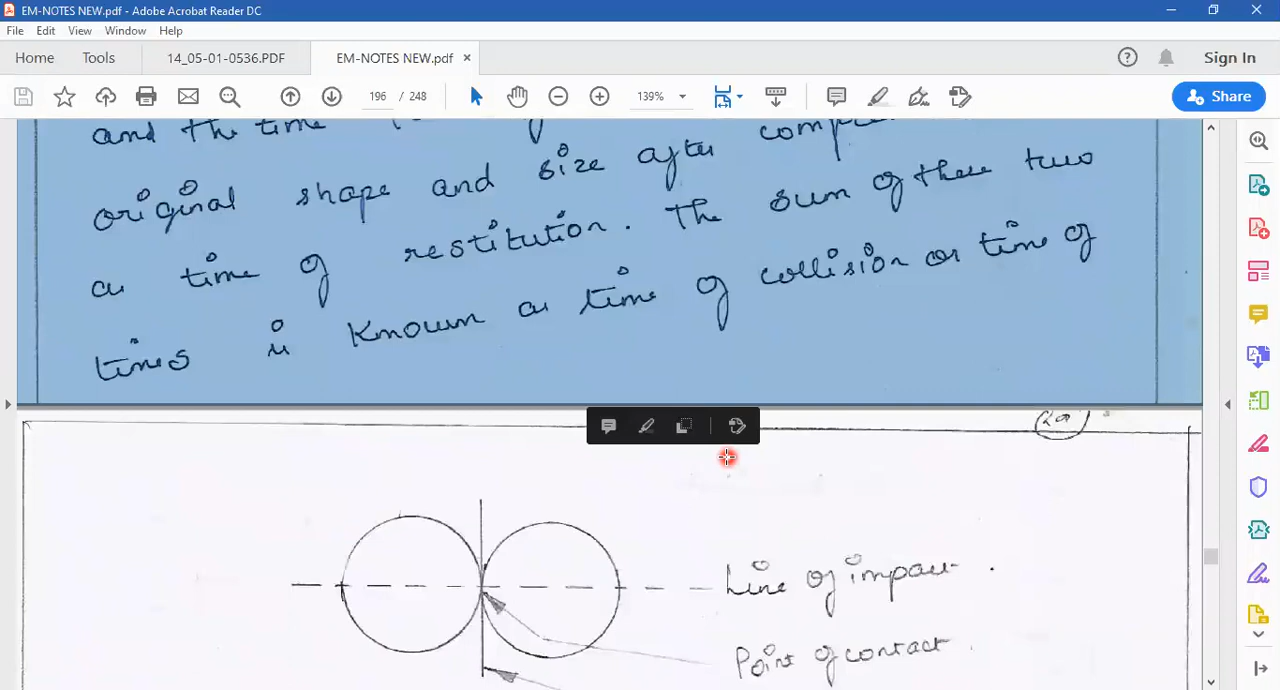 EM-NOTES NEW.pdf - Adobe Acrobat Reader DC
File Edit View Window Help
Home Tools 14_05-01-0536.PDF EM-NOTES NEW.pdf × Sign In
196 / 248 139% Share
and the time
original shape and size after
as time of restitution. The sum of these two
times is known as time of collision or time of
Line of impact.
Point of contact.